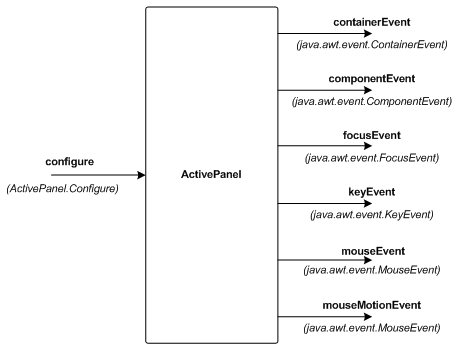 containerEvent
(java.awt.event.ContainerEvent)
componentEvent
(java.awt.event.ComponentEvent)
focusEvent
(java.awt.event.FocusEvent)
configure
(ActivePanel.Configure)
ActivePanel
keyEvent
(java.awt.event.KeyEvent)
mouseEvent
(java.awt.event.MouseEvent)
mouseMotionEvent
(java.awt.event.MouseEvent)